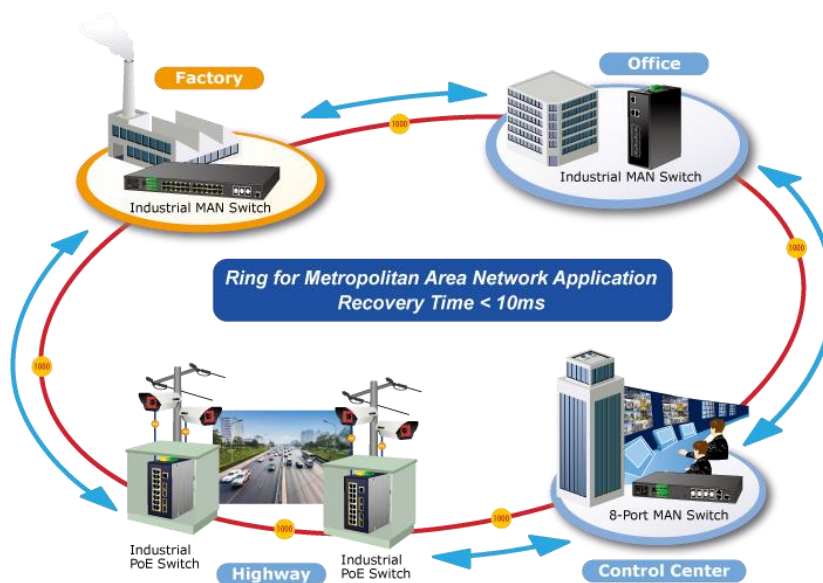 Factory
Office
1000
Industrial MAN Switch
Industrial MAN Switch
1000
Ring for Metropolitan Area Network Application
Recovery Time < 10ms
1000
8-Port MAN Switch
1000
1000
Industrial
PoE Switch
Industrial
PoE Switch
Highway
Control Center